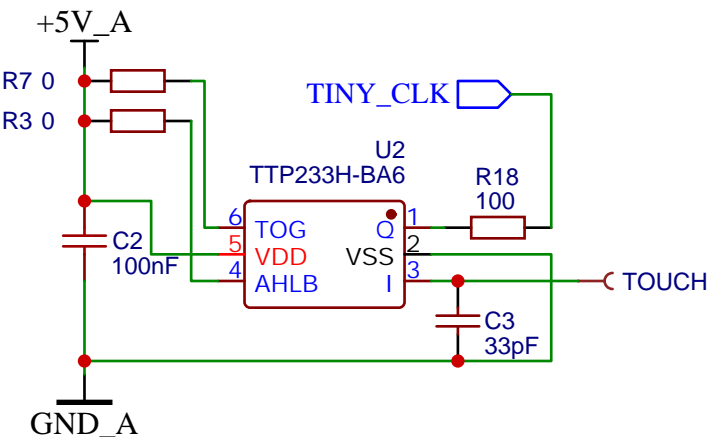 +5V_A
R7 0
R3 0
TINY_CLK
U2
TTP233H-BA6
R18
100
6 TOG Q 1
5 VDD VSS 2
4 AHLB I 3
C2
100nF
TOUCH
C3
33pF
GND_A